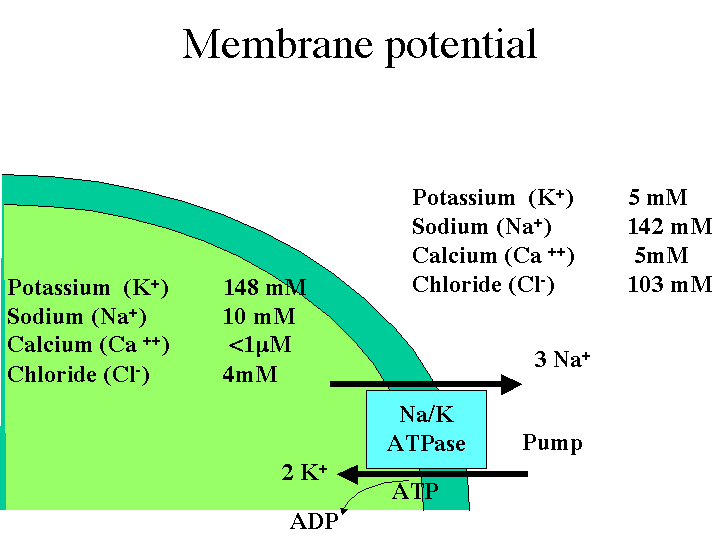 Membrane potential
Potassium (K+) 5 mM
Sodium (Na+) 142 mM
Calcium (Ca ++) 5mM
Chloride (Cl-) 103 mM
Potassium (K+) 148 mM
Sodium (Na+) 10 mM
Calcium (Ca ++) <1μM
Chloride (Cl-) 4mM
3 Na+
Na/K
ATPase
Pump
2 K+
ATP
ADP